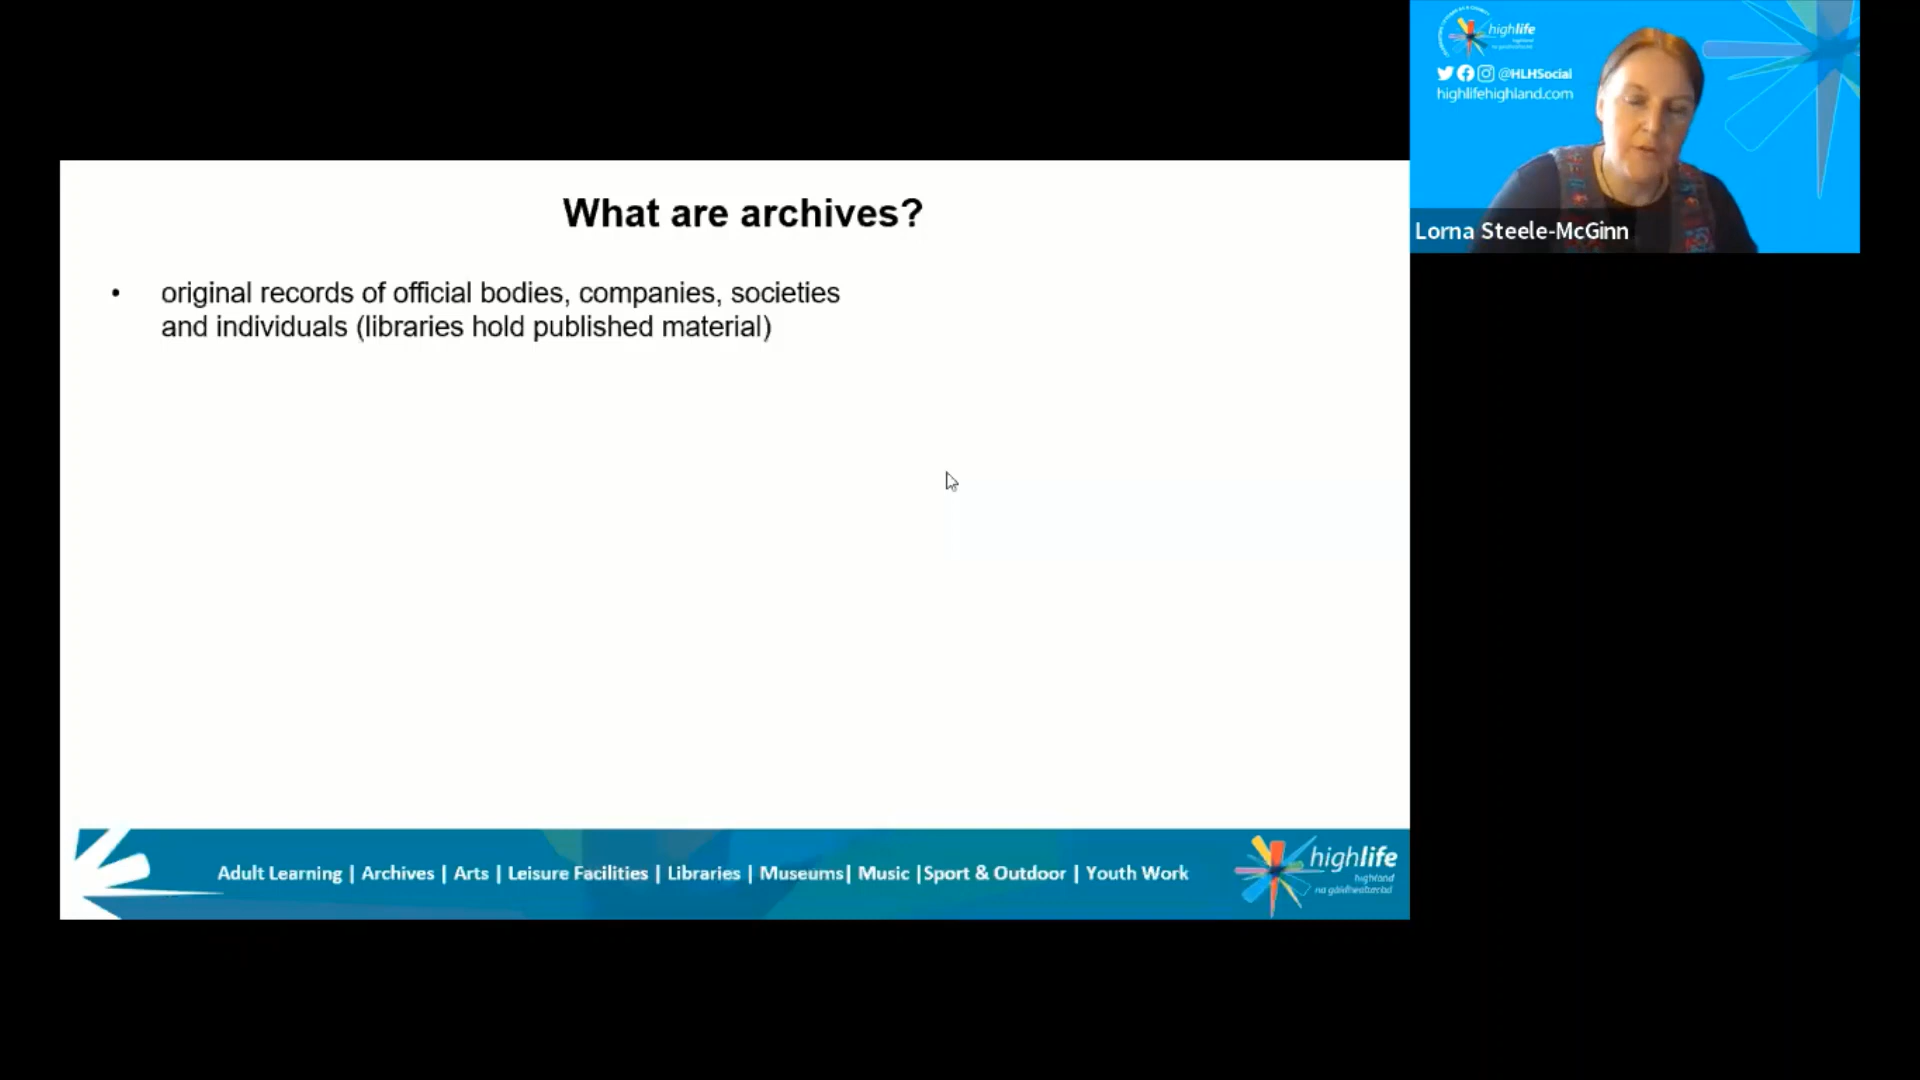 What are archives?
• original records of official bodies, companies, societies
and individuals (libraries hold published material)
Adult Learning | Archives | Arts | Leisure Facilities | Libraries | Museums| Music |Sport & Outdoor | Youth Work
highlife
highland
na gàidhealtachd
highlife
@HLHSocial
highlifehighland.com
Lorna Steele-McGinn